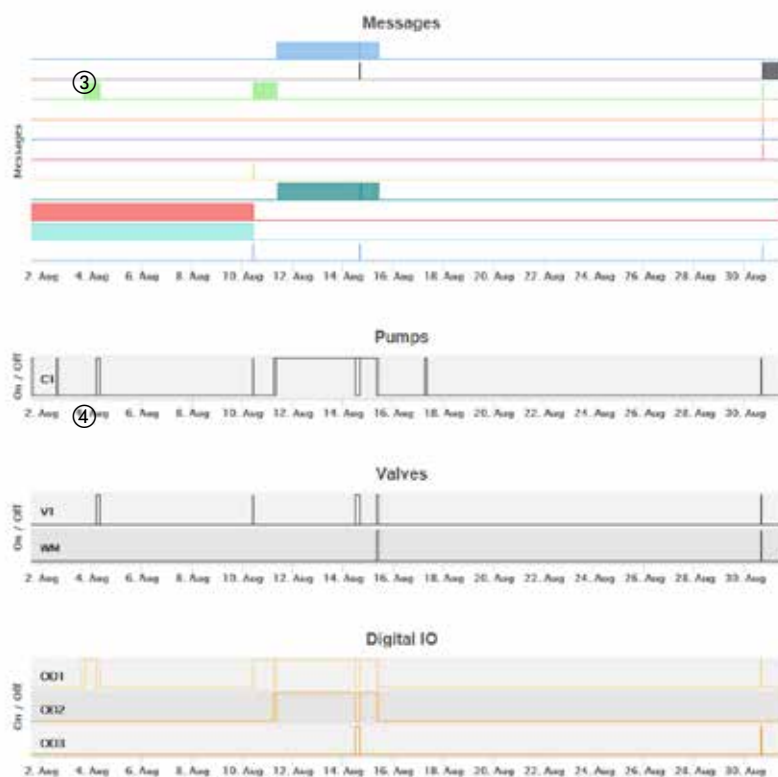 Messages
③
Messages
2. Aug 4. Aug 6. Aug 8. Aug 10. Aug 12. Aug 14. Aug 16. Aug 18. Aug 20. Aug 22. Aug 24. Aug 26. Aug 28. Aug 30. Aug
Pumps
On / Off
C1
2. Aug ④ Aug 6. Aug 8. Aug 10. Aug 12. Aug 14. Aug 16. Aug 18. Aug 20. Aug 22. Aug 24. Aug 26. Aug 28. Aug 30. Aug
Valves
On / Off
V1
WM
2. Aug 4. Aug 6. Aug 8. Aug 10. Aug 12. Aug 14. Aug 16. Aug 18. Aug 20. Aug 22. Aug 24. Aug 26. Aug 28. Aug 30. Aug
Digital IO
On / Off
OO1
OO2
OO3
2. Aug 4. Aug 6. Aug 8. Aug 10. Aug 12. Aug 14. Aug 16. Aug 18. Aug 20. Aug 22. Aug 24. Aug 26. Aug 28. Aug 30. Aug